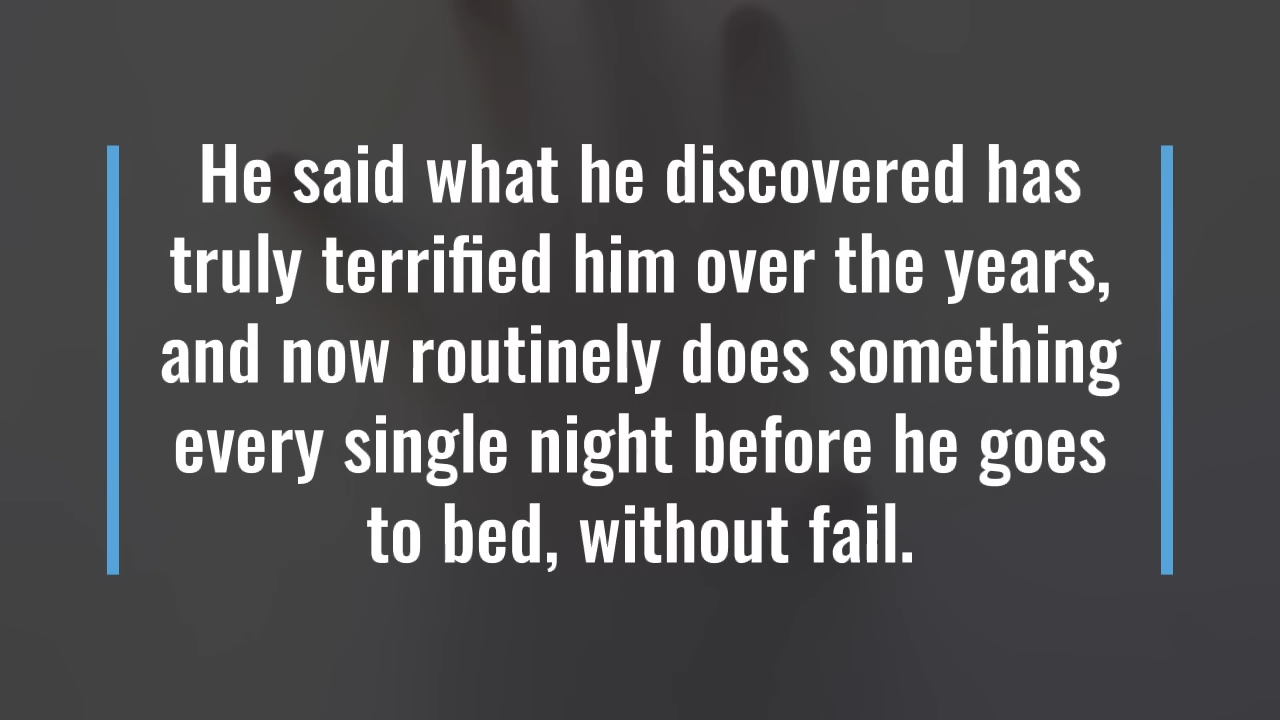 He said what he discovered has
truly terrified him over the years,
and now routinely does something
every single night before he goes
to bed, without fail.